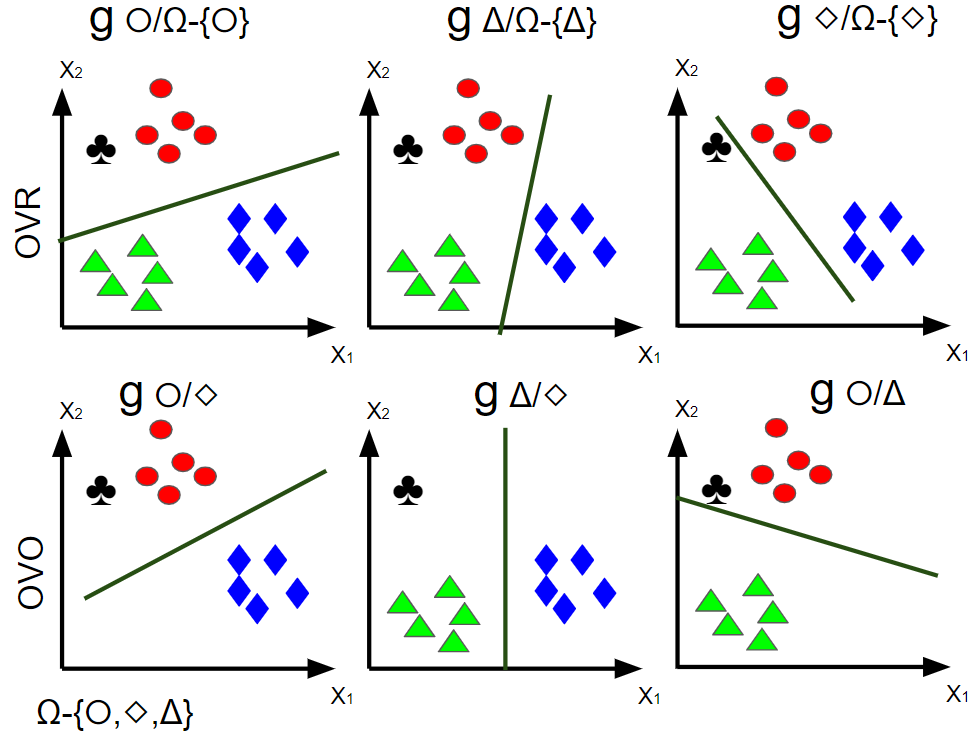 g O/Ω-{O}
g Δ/Ω-{Δ}
g ◇/Ω-{◇}
X2
X2
X2
OVR
X1
X1
X1
g O/◇
g Δ/◇
g O/Δ
X2
X2
X2
OVO
X1
X1
X1
Ω-{O,◇,Δ}